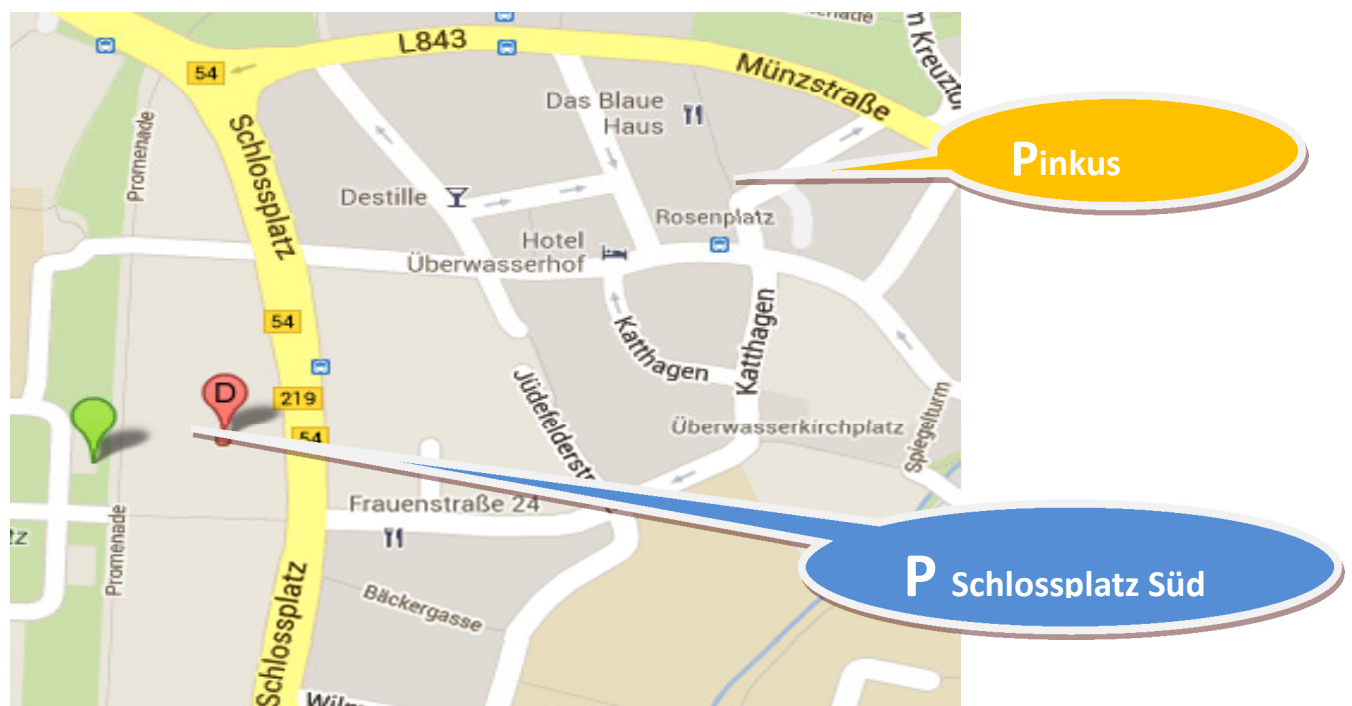 L843
54
Münzstraße
Das Blaue
Haus
Promenade
Schlossplatz
Pinkus
Destille
Rosenplatz
Hotel
Überwasserhof
54
Katthagen
Katthagen
219
54
D
Jüdefelderstr
Überwasserkirchplatz
Spiegelturm
Frauenstraße 24
tz
Promenade
P Schlossplatz Süd
Bäckergasse
Schlossplatz